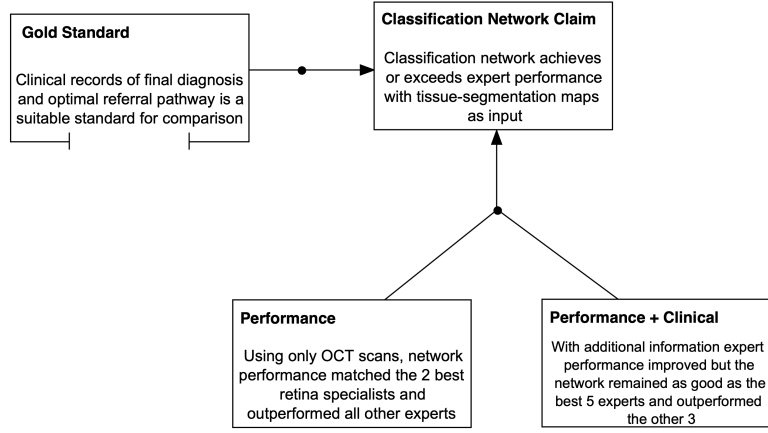 Gold Standard
Clinical records of final diagnosis
and optimal referral pathway is a
suitable standard for comparison
Classification Network Claim
Classification network achieves
or exceeds expert performance
with tissue-segmentation maps
as input
Performance
Using only OCT scans, network
performance matched the 2 best
retina specialists and
outperformed all other experts
Performance + Clinical
With additional information expert
performance improved but the
network remained as good as the
best 5 experts and outperformed
the other 3